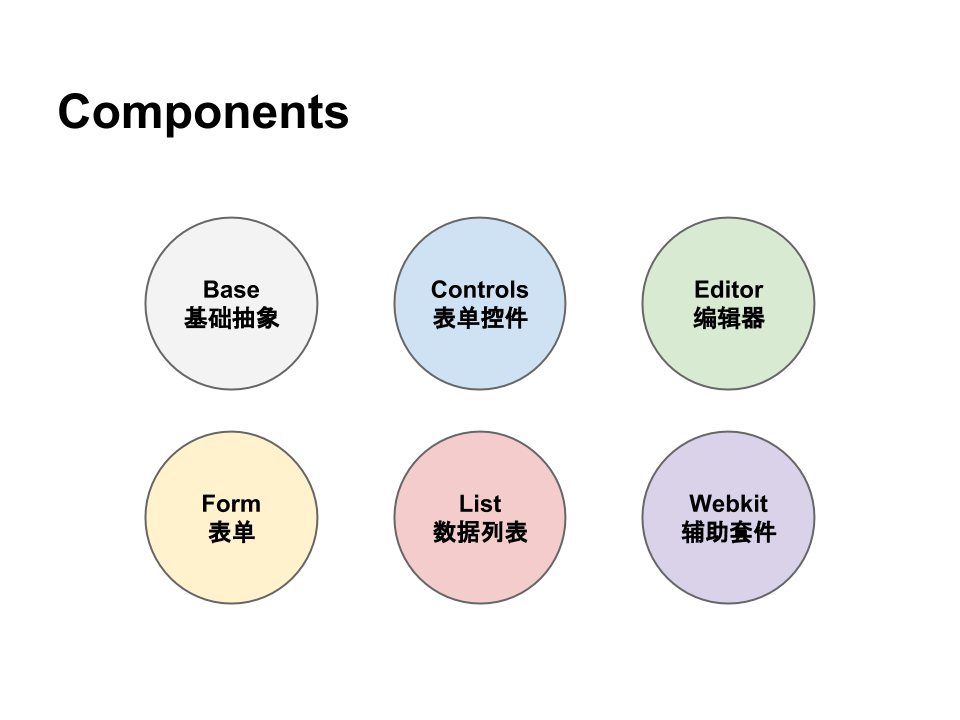 Components
Base
基础抽象
Controls
表单控件
Editor
编辑器
Form
表单
List
数据列表
Webkit
辅助套件